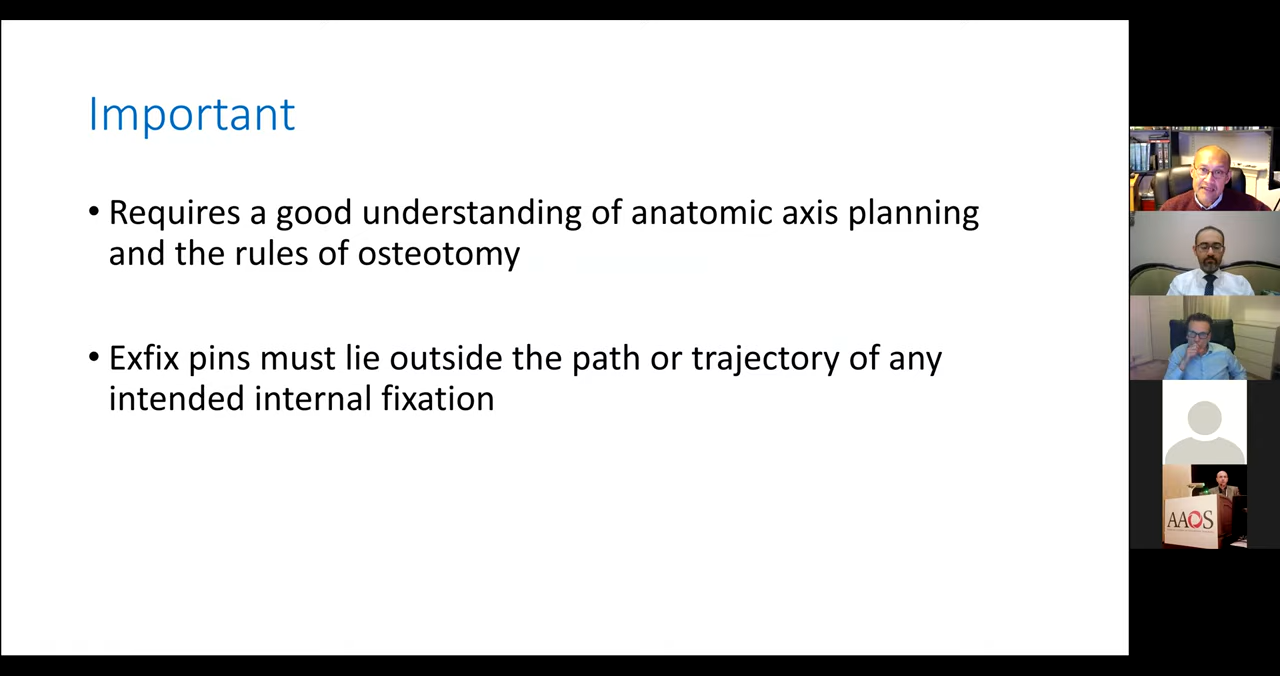 Important
• Requires a good understanding of anatomic axis planning
and the rules of osteotomy
• Exfix pins must lie outside the path or trajectory of any
intended internal fixation
AAOS